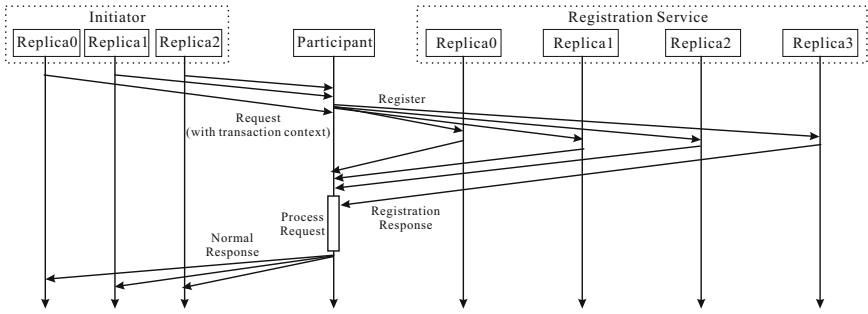 Initiator
Registration Service
Replica0
Replica1
Replica2
Participant
Replica0
Replica1
Replica2
Replica3
Register
Request
(with transaction context)
Process
Request
Registration
Response
Normal
Response